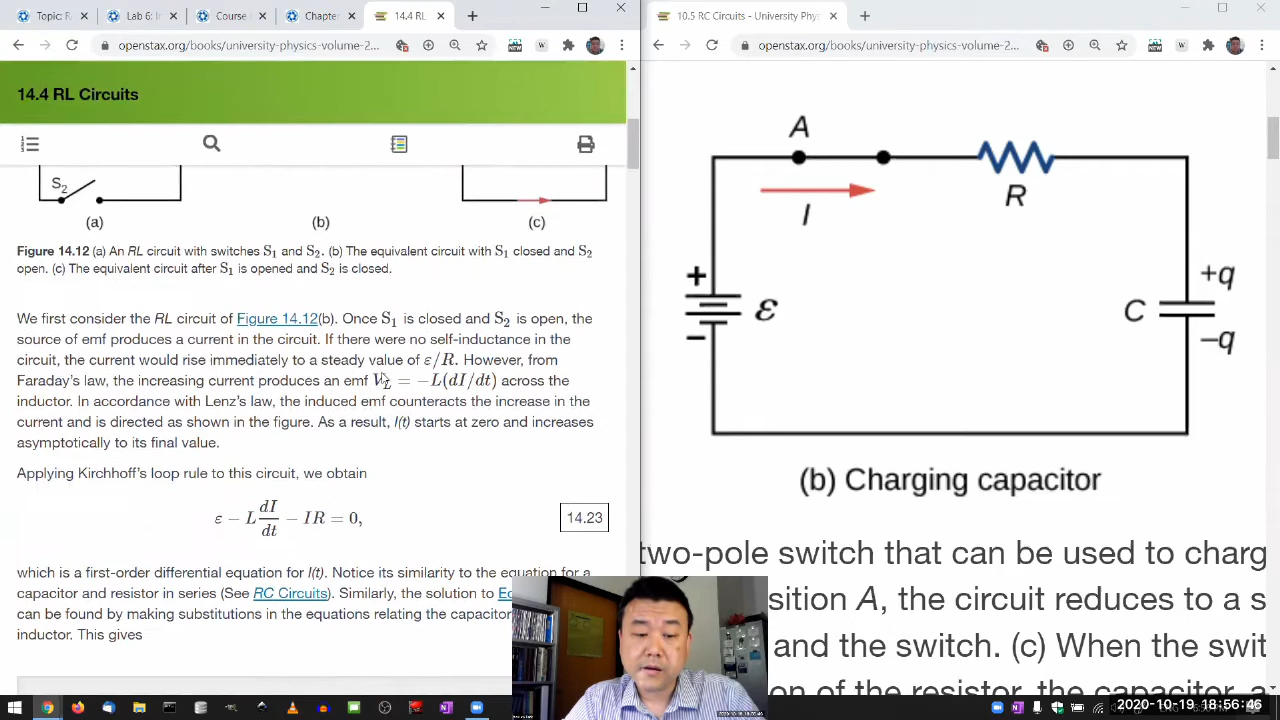 Quiz
Lab 6: In
Chapter
14.4 RL
10.5 RC Circuits - University Phy
openstax.org/books/university-physics-volume-2...
openstax.org/books/university-physics-volume-2...
14.4 RL Circuits
S2
(a)
(b)
(c)
Figure 14.12 (a) An RL circuit with switches S1 and S2. (b) The equivalent circuit with S1 closed and S2
open. (c) The equivalent circuit after S1 is opened and S2 is closed.
We first consider the RL circuit of Figure 14.12(b). Once S1 is closed and S2 is open, the
source of emf produces a current in the circuit. If there were no self-inductance in the
circuit, the current would rise immediately to a steady value of ε/R. However, from
Faraday's law, the increasing current produces an emf VL = −L(dI/dt) across the
inductor. In accordance with Lenz's law, the induced emf counteracts the increase in the
current and is directed as shown in the figure. As a result, I(t) starts at zero and increases
asymptotically to its final value.
Applying Kirchhoff's loop rule to this circuit, we obtain
ε − L dI/dt − IR = 0,
14.23
which is a first-order differential equation for I(t). Notice its similarity to the equation for a
capacitor and resistor in series (See RC Circuits). Similarly, the solution to
can be found by making substitutions in the equations relating the capacitor
inductor. This gives
A
I
R
+
ε
−
C
+q
−q
(b) Charging capacitor
two-pole switch that can be used to charg
sition A, the circuit reduces to a s
and the switch. (c) When the swit
on of the resistor, the capacitor, a
2020-10-19 18:56:46